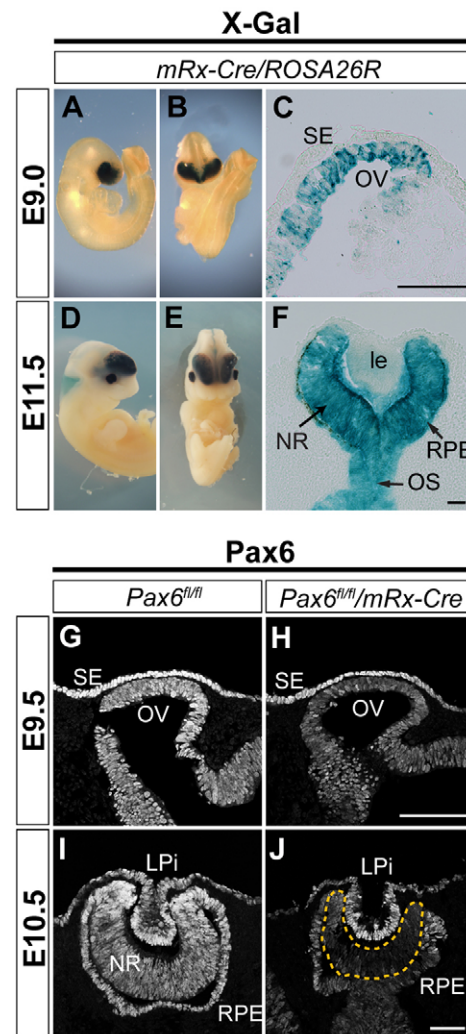 X-Gal
mRx-Cre/ROSA26R
E9.0
A
B
C
SE
OV
E11.5
D
E
F
le
NR
RPE
OS
Pax6
Pax6fl/fl
Pax6fl/fl/mRx-Cre
E9.5
G
SE
OV
H
SE
OV
E10.5
I
LPi
NR
RPE
J
LPi
RPE